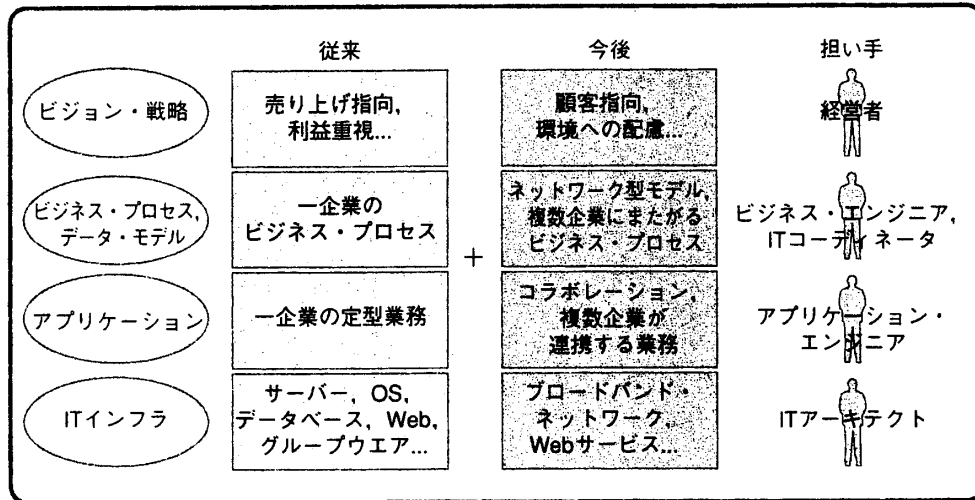 従来
今後
担い手
ビジョン・戦略
売り上げ指向,
利益重視...
顧客指向,
環境への配慮...
経営者
ビジネス・プロセス,
データ・モデル
一企業の
ビジネス・プロセス
+
ネットワーク型モデル,
複数企業にまたがる
ビジネス・プロセス
ビジネス・エンジニア,
ITコーディネータ
アプリケーション
一企業の定型業務
コラボレーション,
複数企業が
連携する業務
アプリケーション・
エンジニア
ITインフラ
サーバー, OS,
データベース, Web,
グループウエア...
ブロードバンド・
ネットワーク,
Webサービス...
ITアーキテクト